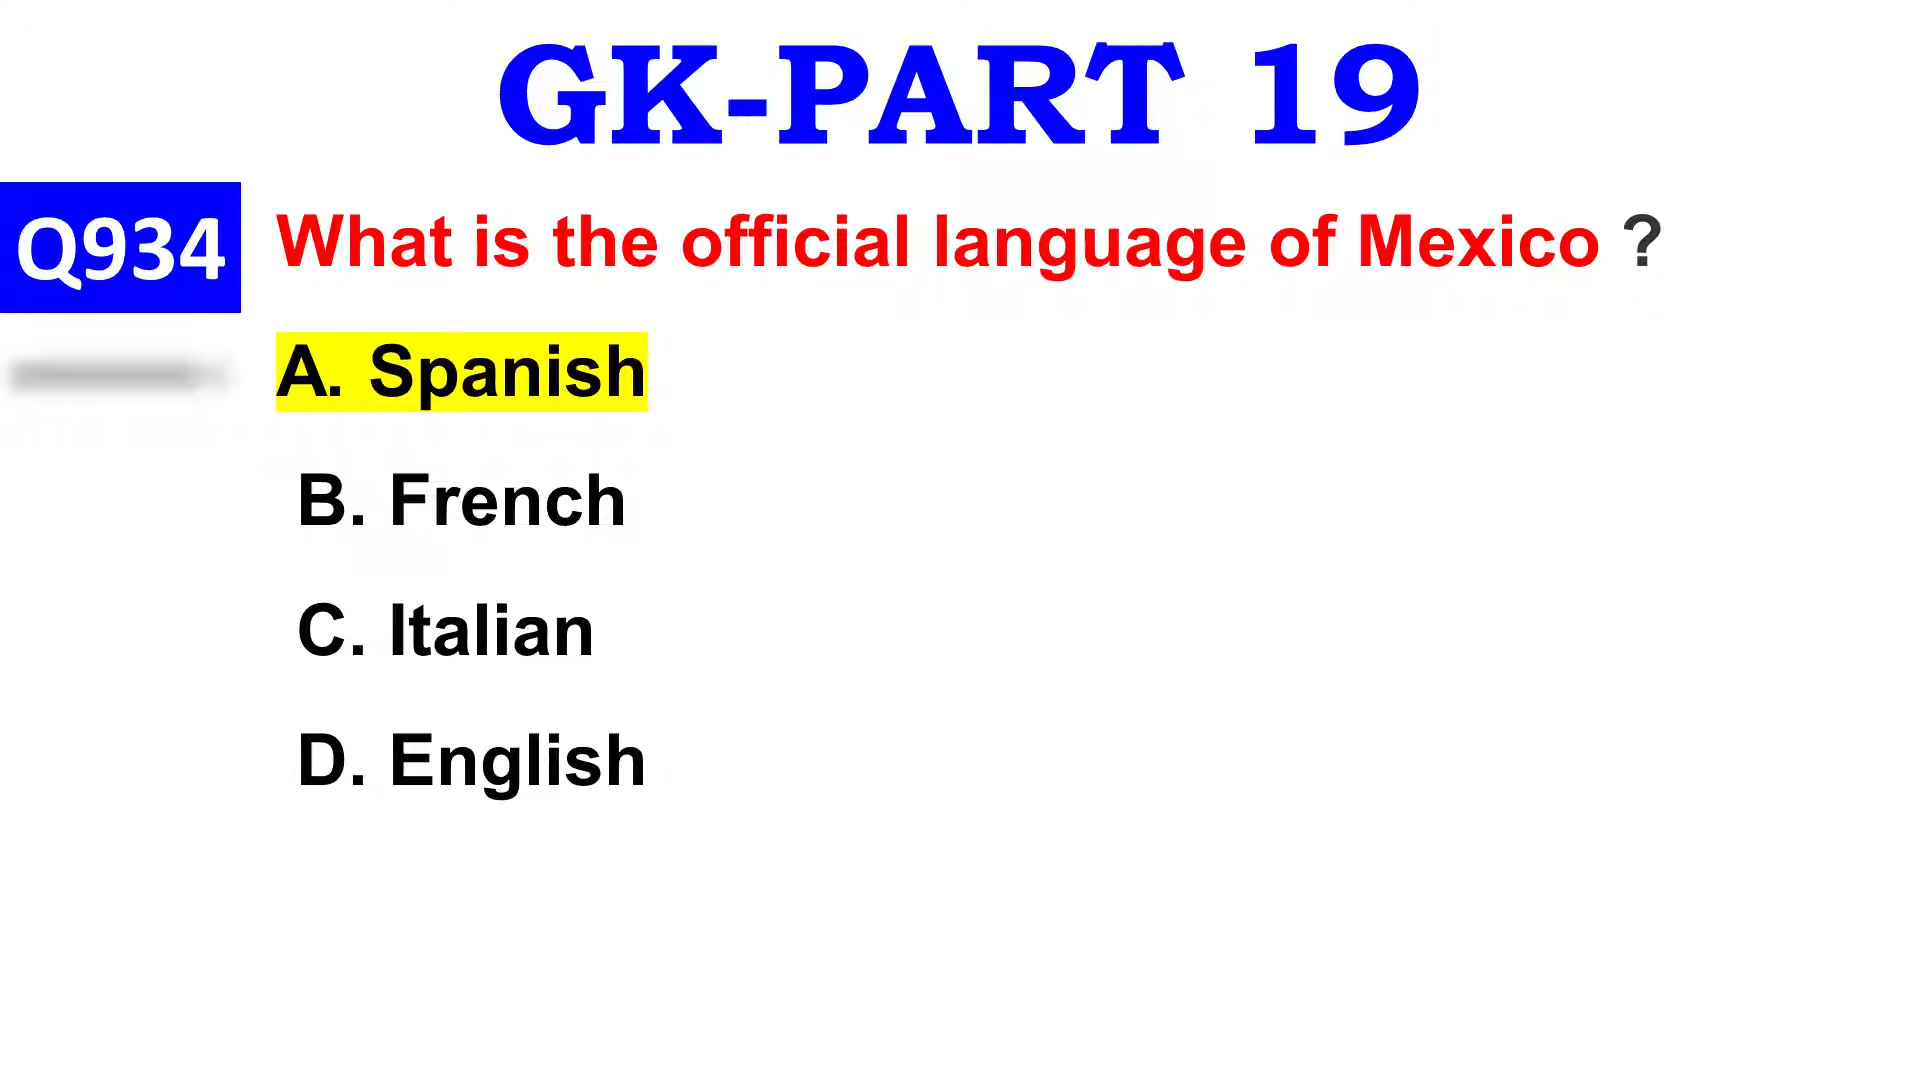 GK-PART 19
Q934 What is the official language of Mexico ?
A. Spanish
B. French
C. Italian
D. English